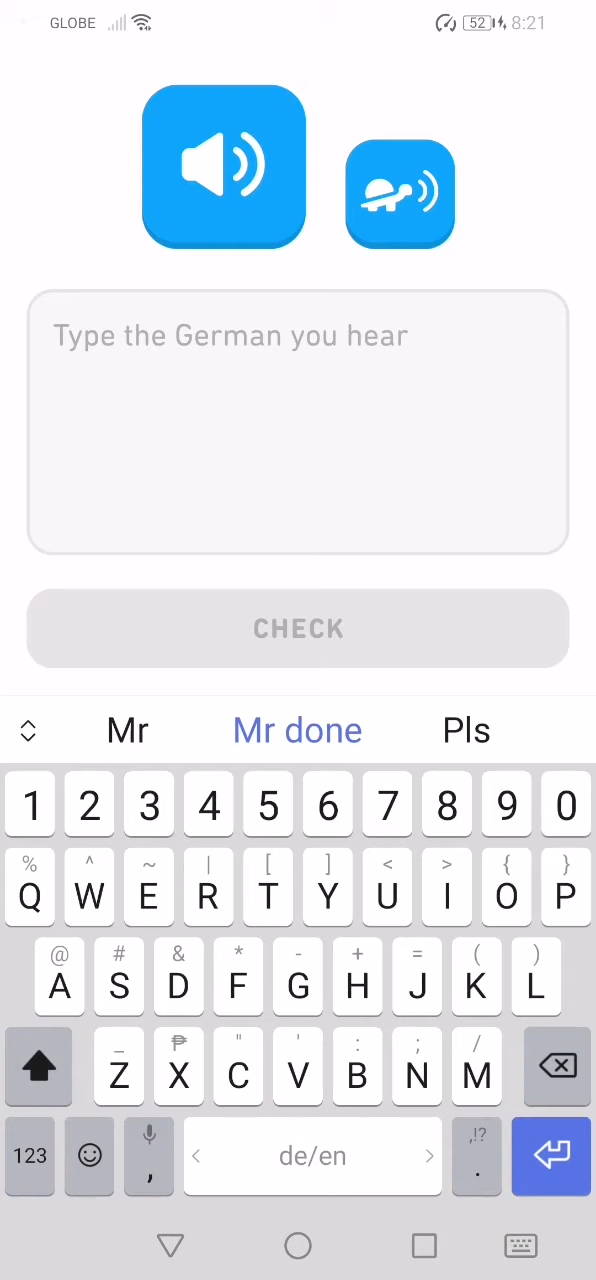 GLOBE 52 8:21
Type the German you hear
CHECK
Mr Mr done Pls
1 2 3 4 5 6 7 8 9 0
% ^ ~ | [ ] < > { }
Q W E R T Y U I O P
@ # & * - + = ( )
A S D F G H J K L
_ ₱ " ' : ; /
Z X C V B N M
123 , < de/en > ,!? .